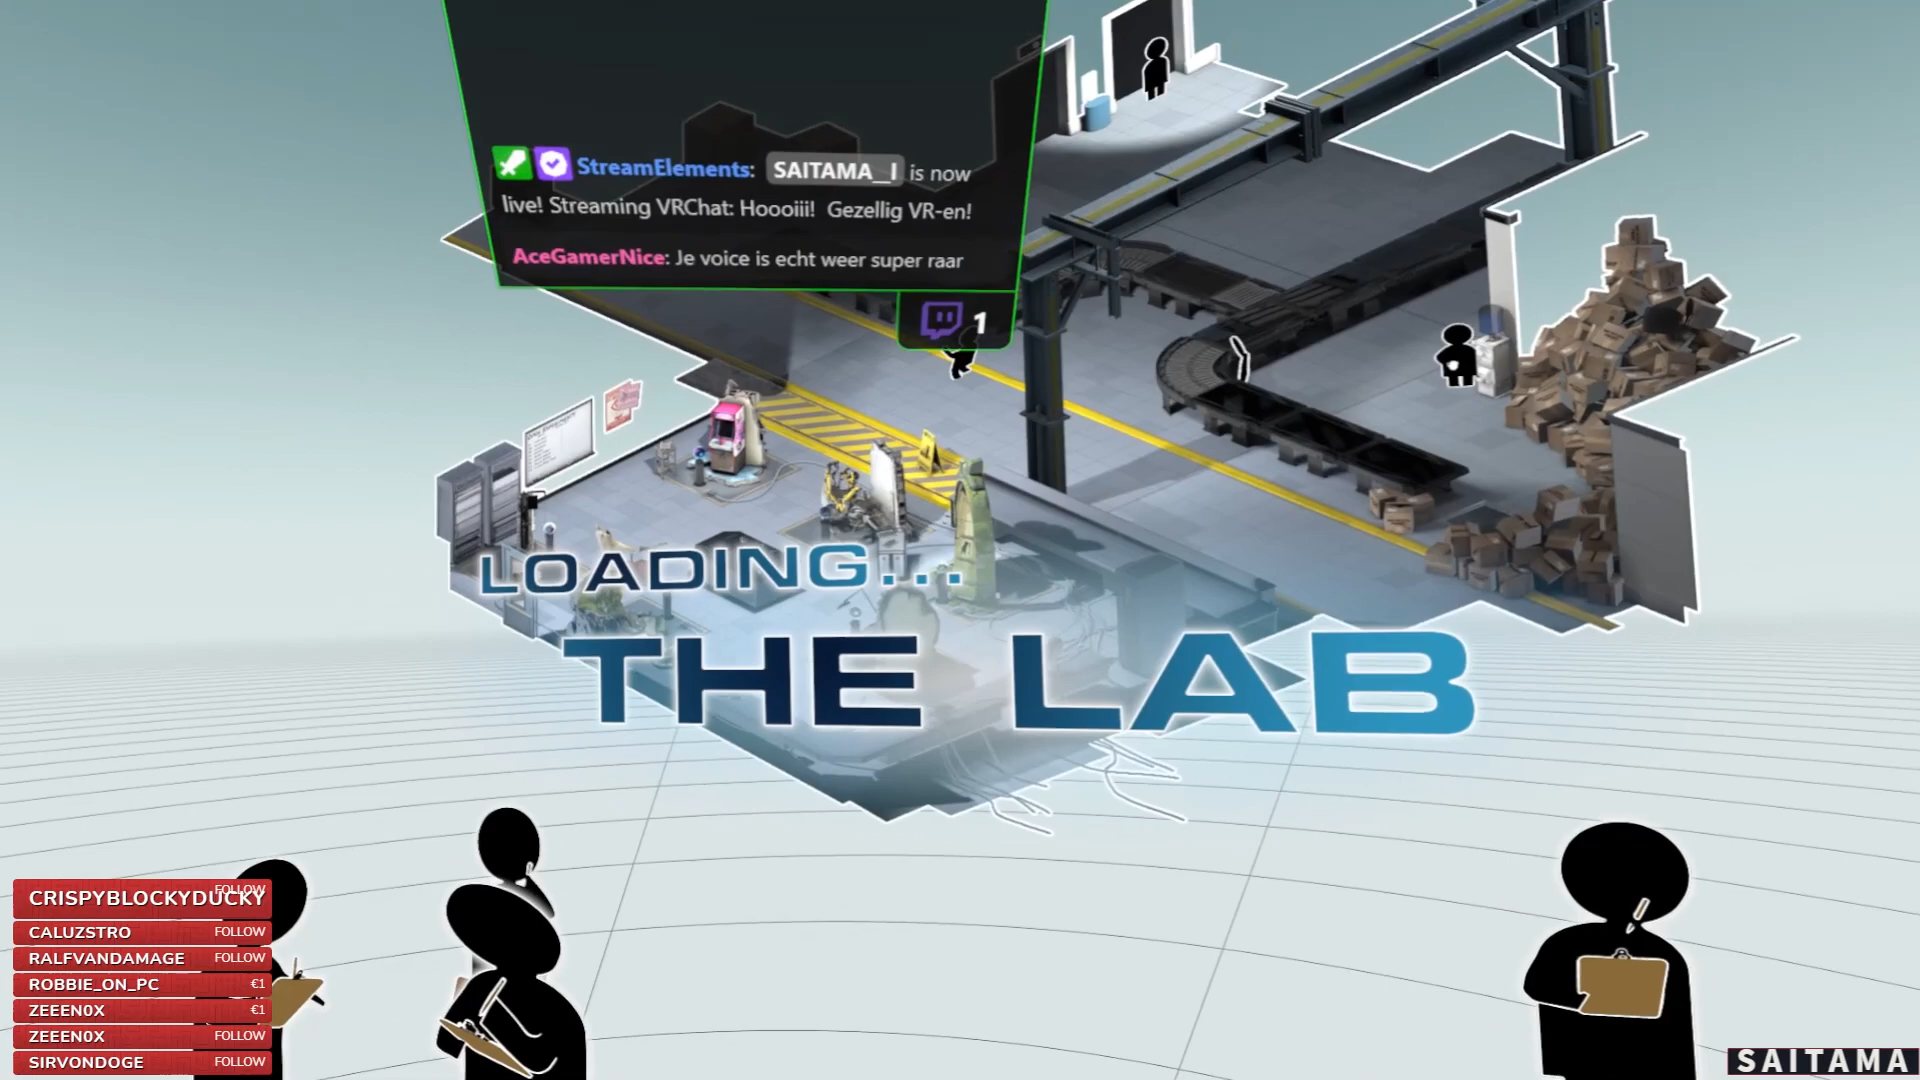 StreamElements: SAITAMA__I is now
live! Streaming VRChat: Hoooiii! Gezellig VR-en!
AceGamerNice: Je voice is echt weer super raar
1
LOADING...
THE LAB
CRISPYBLOCKYDUCKY FOLLOW
CALUZSTRO FOLLOW
RALFVANDAMAGE FOLLOW
ROBBIE_ON_PC €1
ZEEEN0X €1
ZEEEN0X FOLLOW
SIRVONDOGE FOLLOW
SAITAMA